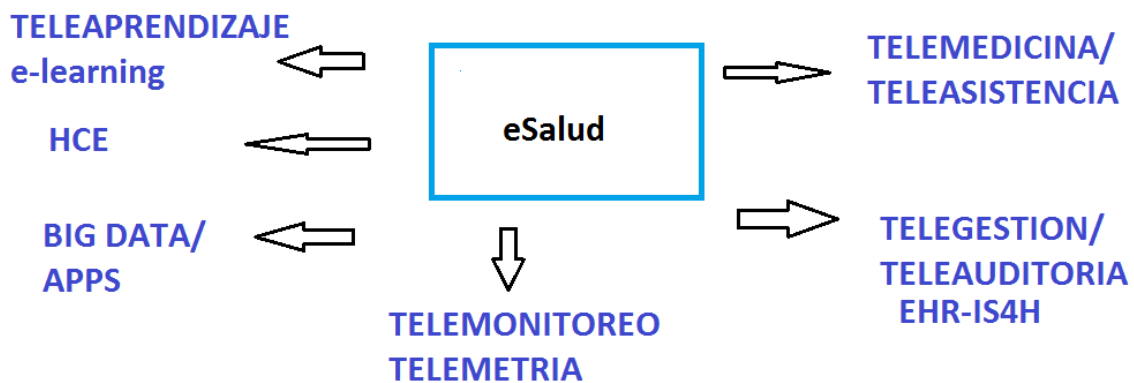 TELEAPRENDIZAJE
e-learning
HCE
BIG DATA/
APPS
eSalud
TELEMONITOREO
TELEMETRIA
TELEMEDICINA/
TELEASISTENCIA
TELEGESTION/
TELEAUDITORIA
EHR-IS4H